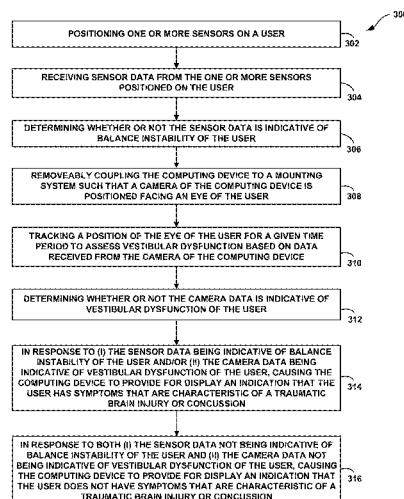 300
POSITIONING ONE OR MORE SENSORS ON A USER
302
RECEIVING SENSOR DATA FROM THE ONE OR MORE SENSORS
POSITIONED ON THE USER
304
DETERMINING WHETHER OR NOT THE SENSOR DATA IS INDICATIVE OF
BALANCE INSTABILITY OF THE USER
306
REMOVEABLY COUPLING THE COMPUTING DEVICE TO A MOUNTING
SYSTEM SUCH THAT A CAMERA OF THE COMPUTING DEVICE IS
POSITIONED FACING AN EYE OF THE USER
308
TRACKING A POSITION OF THE EYE OF THE USER FOR A GIVEN TIME
PERIOD TO ASSESS VESTIBULAR DYSFUNCTION BASED ON DATA
RECEIVED FROM THE CAMERA OF THE COMPUTING DEVICE
310
DETERMINING WHETHER OR NOT THE CAMERA DATA IS INDICATIVE OF
VESTIBULAR DYSFUNCTION OF THE USER
312
IN RESPONSE TO (I) THE SENSOR DATA BEING INDICATIVE OF BALANCE
INSTABILITY OF THE USER AND/OR (II) THE CAMERA DATA BEING
INDICATIVE OF VESTIBULAR DYSFUNCTION OF THE USER, CAUSING THE
COMPUTING DEVICE TO PROVIDE FOR DISPLAY AN INDICATION THAT THE
USER HAS SYMPTOMS THAT ARE CHARACTERISTIC OF A TRAUMATIC
BRAIN INJURY OR CONCUSSION
314
IN RESPONSE TO BOTH (I) THE SENSOR DATA NOT BEING INDICATIVE OF
BALANCE INSTABILITY OF THE USER AND (II) THE CAMERA DATA NOT
BEING INDICATIVE OF VESTIBULAR DYSFUNCTION OF THE USER, CAUSING
THE COMPUTING DEVICE TO PROVIDE FOR DISPLAY AN INDICATION THAT
THE USER DOES NOT HAVE SYMPTOMS THAT ARE CHARACTERISTIC OF A
TRAUMATIC BRAIN INJURY OR CONCUSSION
316